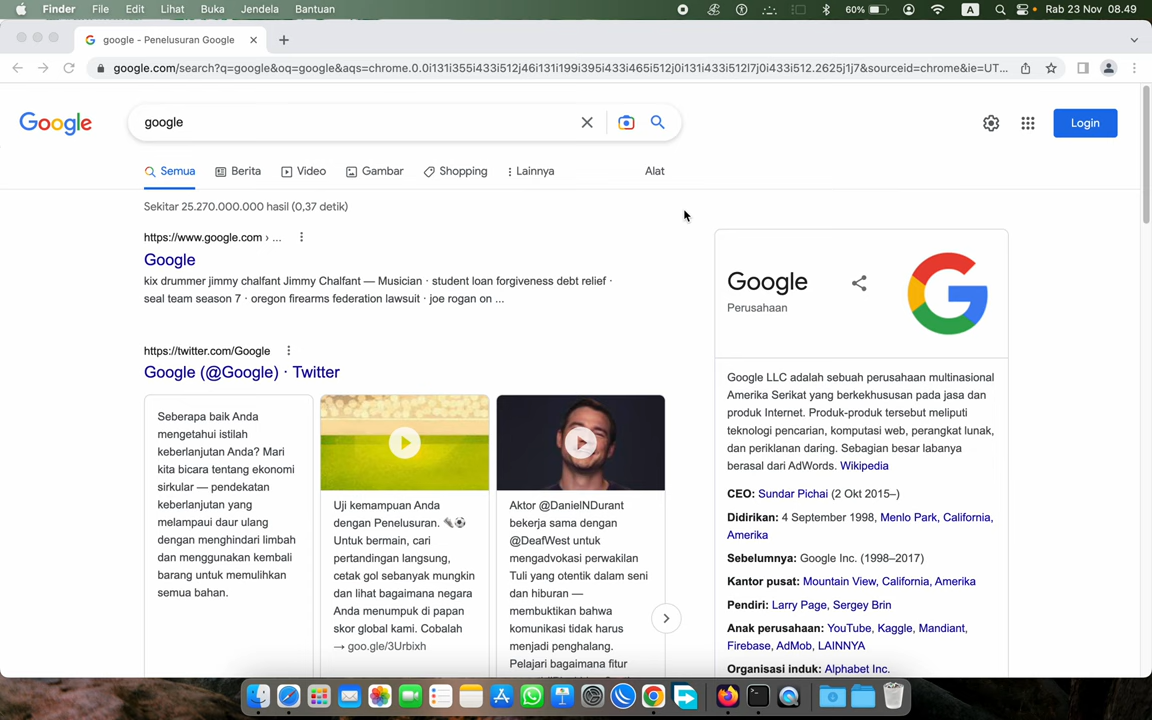 Finder File Edit Lihat Buka Jendela Bantuan 60% A Rab 23 Nov 08.49
google - Penelusuran Google
google.com/search?q=google&oq=google&aqs=chrome.0.0i131i355i433i512j46i131i199i395i433i465i512j0i131i433i512l7j0i433i512.2625j1j7&sourceid=chrome&ie=UT...
Google google Login
Semua Berita Video Gambar Shopping Lainnya Alat
Sekitar 25.270.000.000 hasil (0,37 detik)
https://www.google.com › ...
Google
kix drummer jimmy chalfant Jimmy Chalfant — Musician · student loan forgiveness debt relief ·
seal team season 7 · oregon firearms federation lawsuit · joe rogan on ...
https://twitter.com/Google
Google (@Google) · Twitter
Seberapa baik Anda
mengetahui istilah
keberlanjutan Anda? Mari
kita bicara tentang ekonomi
sirkular — pendekatan
keberlanjutan yang
melampaui daur ulang
dengan menghindari limbah
dan menggunakan kembali
barang untuk memulihkan
semua bahan.
Uji kemampuan Anda
dengan Penelusuran.
Untuk bermain, cari
pertandingan langsung,
cetak gol sebanyak mungkin
dan lihat bagaimana negara
Anda menumpuk di papan
skor global kami. Cobalah
→ goo.gle/3Urbixh
Aktor @DanielNDurant
bekerja sama dengan
@DeafWest untuk
mengadvokasi perwakilan
Tuli yang otentik dalam seni
dan hiburan —
membuktikan bahwa
komunikasi tidak harus
menjadi penghalang.
Pelajari bagaimana fitur
Google
Perusahaan
Google LLC adalah sebuah perusahaan multinasional
Amerika Serikat yang berkekhususan pada jasa dan
produk Internet. Produk-produk tersebut meliputi
teknologi pencarian, komputasi web, perangkat lunak,
dan periklanan daring. Sebagian besar labanya
berasal dari AdWords. Wikipedia
CEO: Sundar Pichai (2 Okt 2015–)
Didirikan: 4 September 1998, Menlo Park, California,
Amerika
Sebelumnya: Google Inc. (1998–2017)
Kantor pusat: Mountain View, California, Amerika
Pendiri: Larry Page, Sergey Brin
Anak perusahaan: YouTube, Kaggle, Mandiant,
Firebase, AdMob, LAINNYA
Organisasi induk: Alphabet Inc.